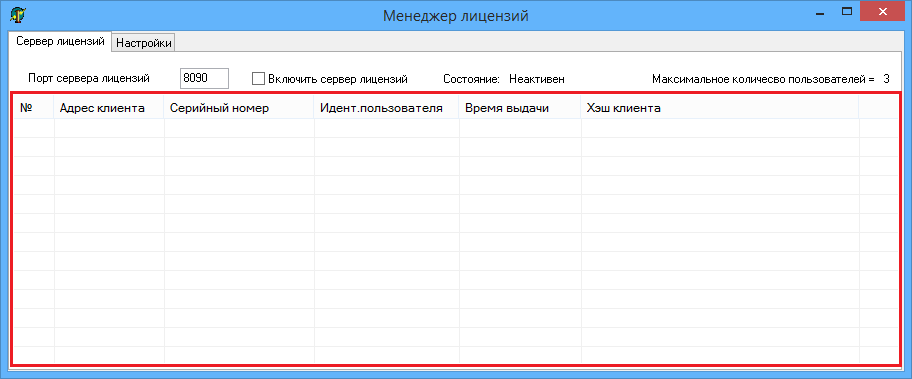 Менеджер лицензий
Сервер лицензий Настройки
Порт сервера лицензий 8090 Включить сервер лицензий Состояние: Неактивен Максимальное количесво пользователей = 3
№ Адрес клиента Серийный номер Идент.пользователя Время выдачи Хэш клиента